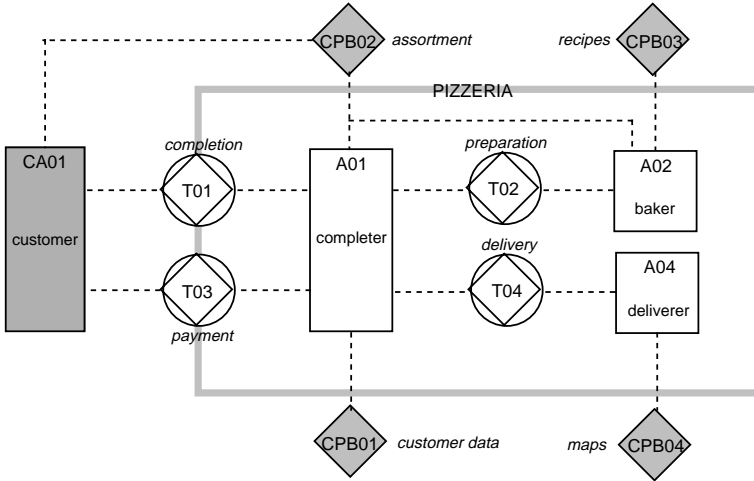 CPB02 assortment
recipes CPB03
PIZZERIA
completion
preparation
CA01
A01
A02
T01
T02
customer
completer
baker
delivery
A04
T03
T04
deliverer
payment
CPB01 customer data
maps CPB04